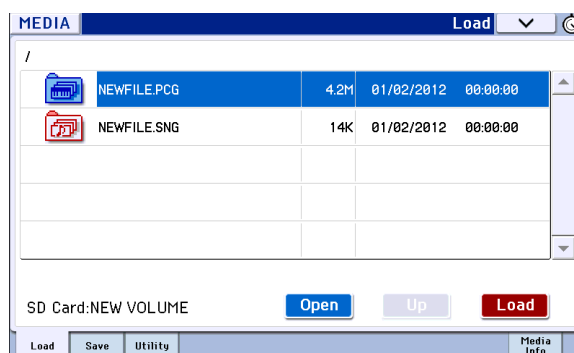 MEDIA Load
/
NEWFILE.PCG 4.2M 01/02/2012 00:00:00
NEWFILE.SNG 14K 01/02/2012 00:00:00
SD Card:NEW VOLUME Open Up Load
Load Save Utility Media Info